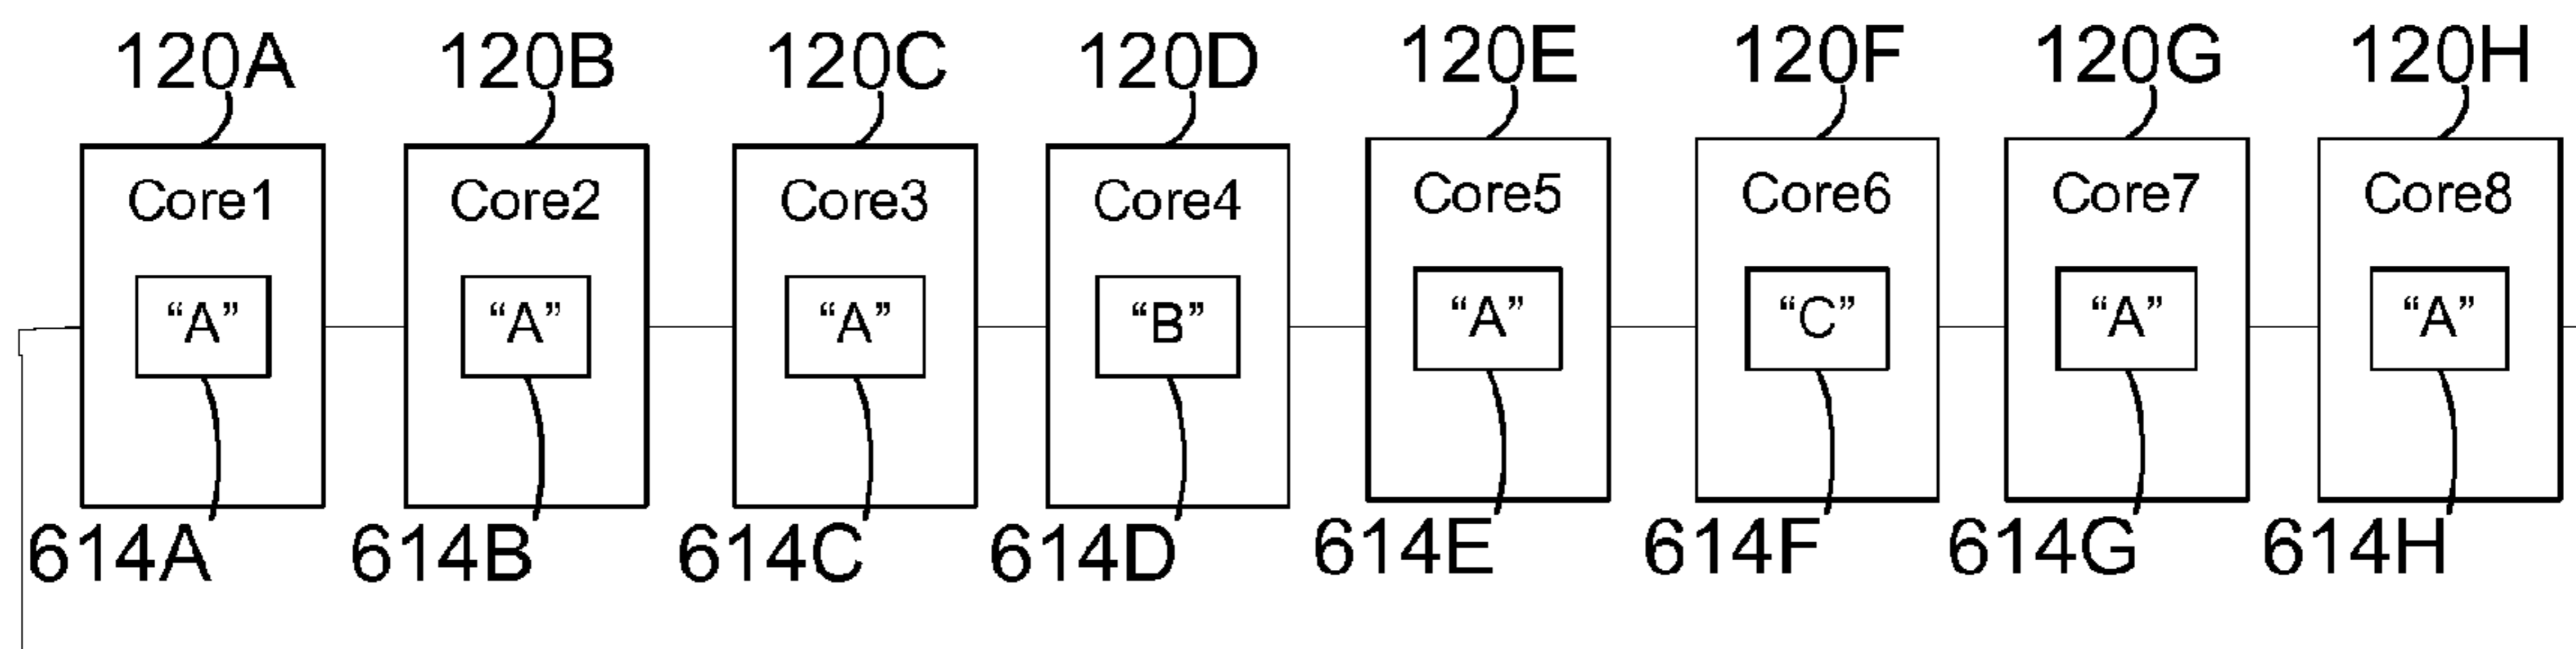 120A 120B 120C 120D 120E 120F 120G 120H
Core1 Core2 Core3 Core4 Core5 Core6 Core7 Core8
“A” “A” “A” “B” “A” “C” “A” “A”
614A 614B 614C 614D 614E 614F 614G 614H